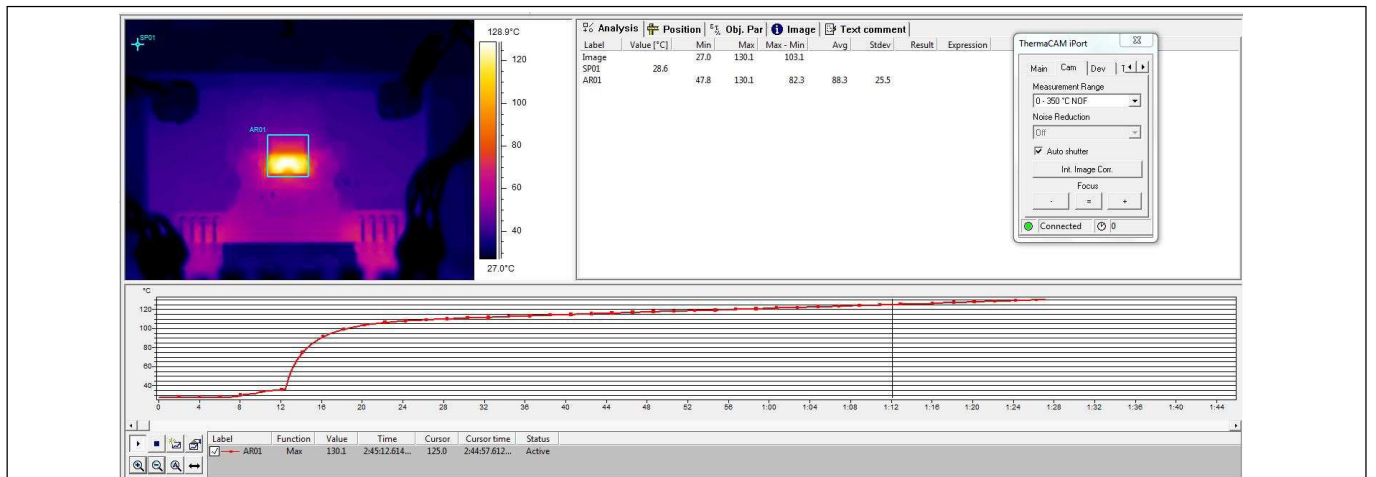 SP01
AR01
128.9°C
120
100
80
60
40
27.0°C
Analysis Position Obj. Par Image Text comment
Label Value [°C] Min Max Max - Min Avg Stdev Result Expression
Image 27.0 130.1 103.1
SP01 28.6
AR01 47.8 130.1 82.3 88.3 25.5
ThermaCAM iPort
Main Cam Dev
Measurement Range
0 - 350 °C NOF
Noise Reduction
Off
Auto shutter
Int. Image Corr.
Focus
- = +
Connected 0
°C
120
100
80
60
40
0 4 8 12 16 20 24 28 32 36 40 44 48 52 56 1:00 1:04 1:08 1:12 1:16 1:20 1:24 1:28 1:32 1:36 1:40 1:44
Label Function Value Time Cursor Cursor time Status
AR01 Max 130.1 2:45:12.614... 125.0 2:44:57.612... Active